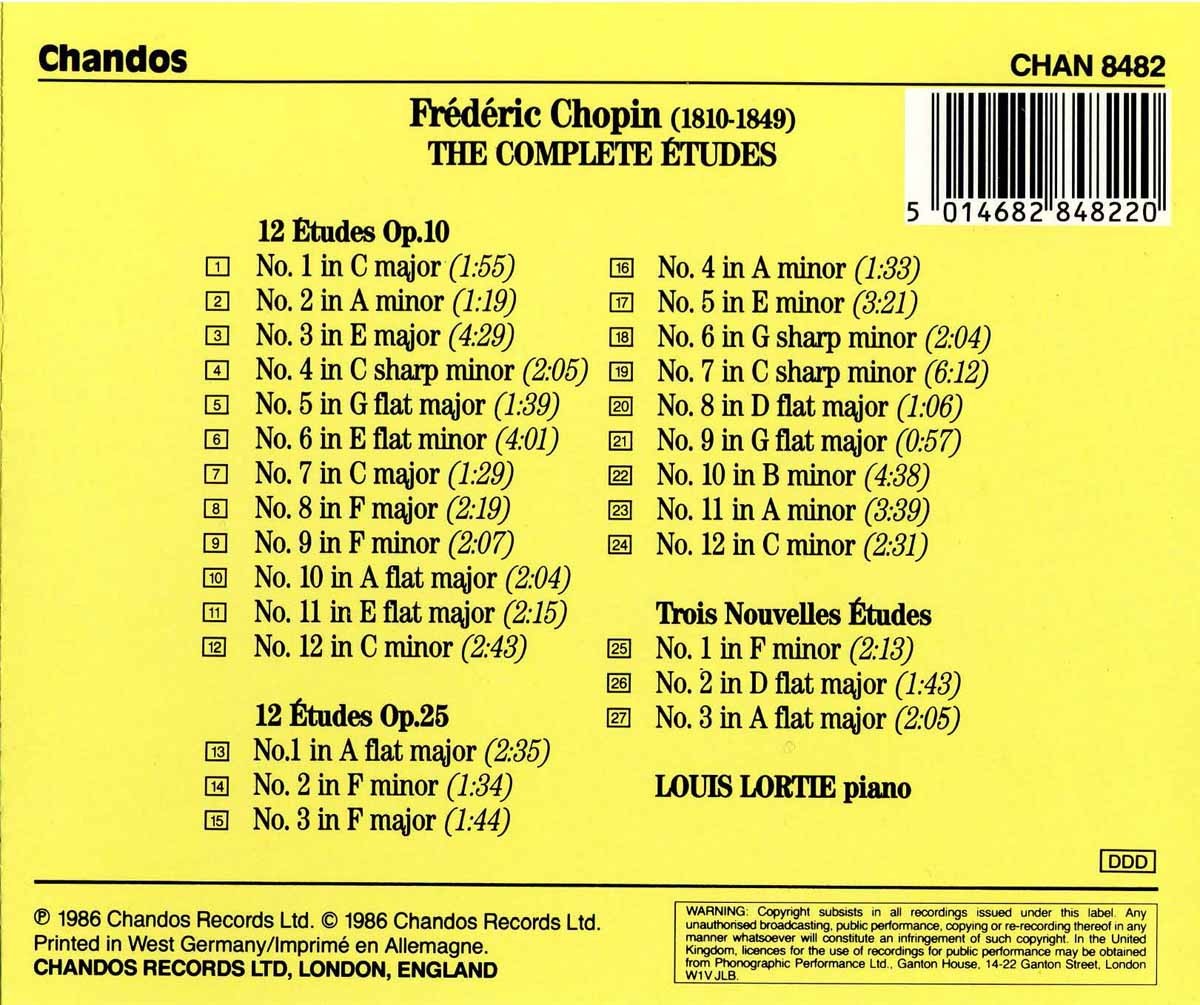 Chandos
CHAN 8482
Frédéric Chopin (1810-1849)
THE COMPLETE ÉTUDES
5 014682 848220
12 Études Op.10
1 No. 1 in C major (1:55)
2 No. 2 in A minor (1:19)
3 No. 3 in E major (4:29)
4 No. 4 in C sharp minor (2:05)
5 No. 5 in G flat major (1:39)
6 No. 6 in E flat minor (4:01)
7 No. 7 in C major (1:29)
8 No. 8 in F major (2:19)
9 No. 9 in F minor (2:07)
10 No. 10 in A flat major (2:04)
11 No. 11 in E flat major (2:15)
12 No. 12 in C minor (2:43)
12 Études Op.25
13 No.1 in A flat major (2:35)
14 No. 2 in F minor (1:34)
15 No. 3 in F major (1:44)
16 No. 4 in A minor (1:33)
17 No. 5 in E minor (3:21)
18 No. 6 in G sharp minor (2:04)
19 No. 7 in C sharp minor (6:12)
20 No. 8 in D flat major (1:06)
21 No. 9 in G flat major (0:57)
22 No. 10 in B minor (4:38)
23 No. 11 in A minor (3:39)
24 No. 12 in C minor (2:31)
Trois Nouvelles Études
25 No. 1 in F minor (2:13)
26 No. 2 in D flat major (1:43)
27 No. 3 in A flat major (2:05)
LOUIS LORTIE piano
DDD
℗ 1986 Chandos Records Ltd. © 1986 Chandos Records Ltd.
Printed in West Germany/Imprimé en Allemagne.
CHANDOS RECORDS LTD, LONDON, ENGLAND
WARNING: Copyright subsists in all recordings issued under this label. Any
unauthorised broadcasting, public performance, copying or re-recording thereof in any
manner whatsoever will constitute an infringement of such copyright. In the United
Kingdom, licences for the use of recordings for public performance may be obtained
from Phonographic Performance Ltd., Ganton House, 14-22 Ganton Street, London
W1V JLB.